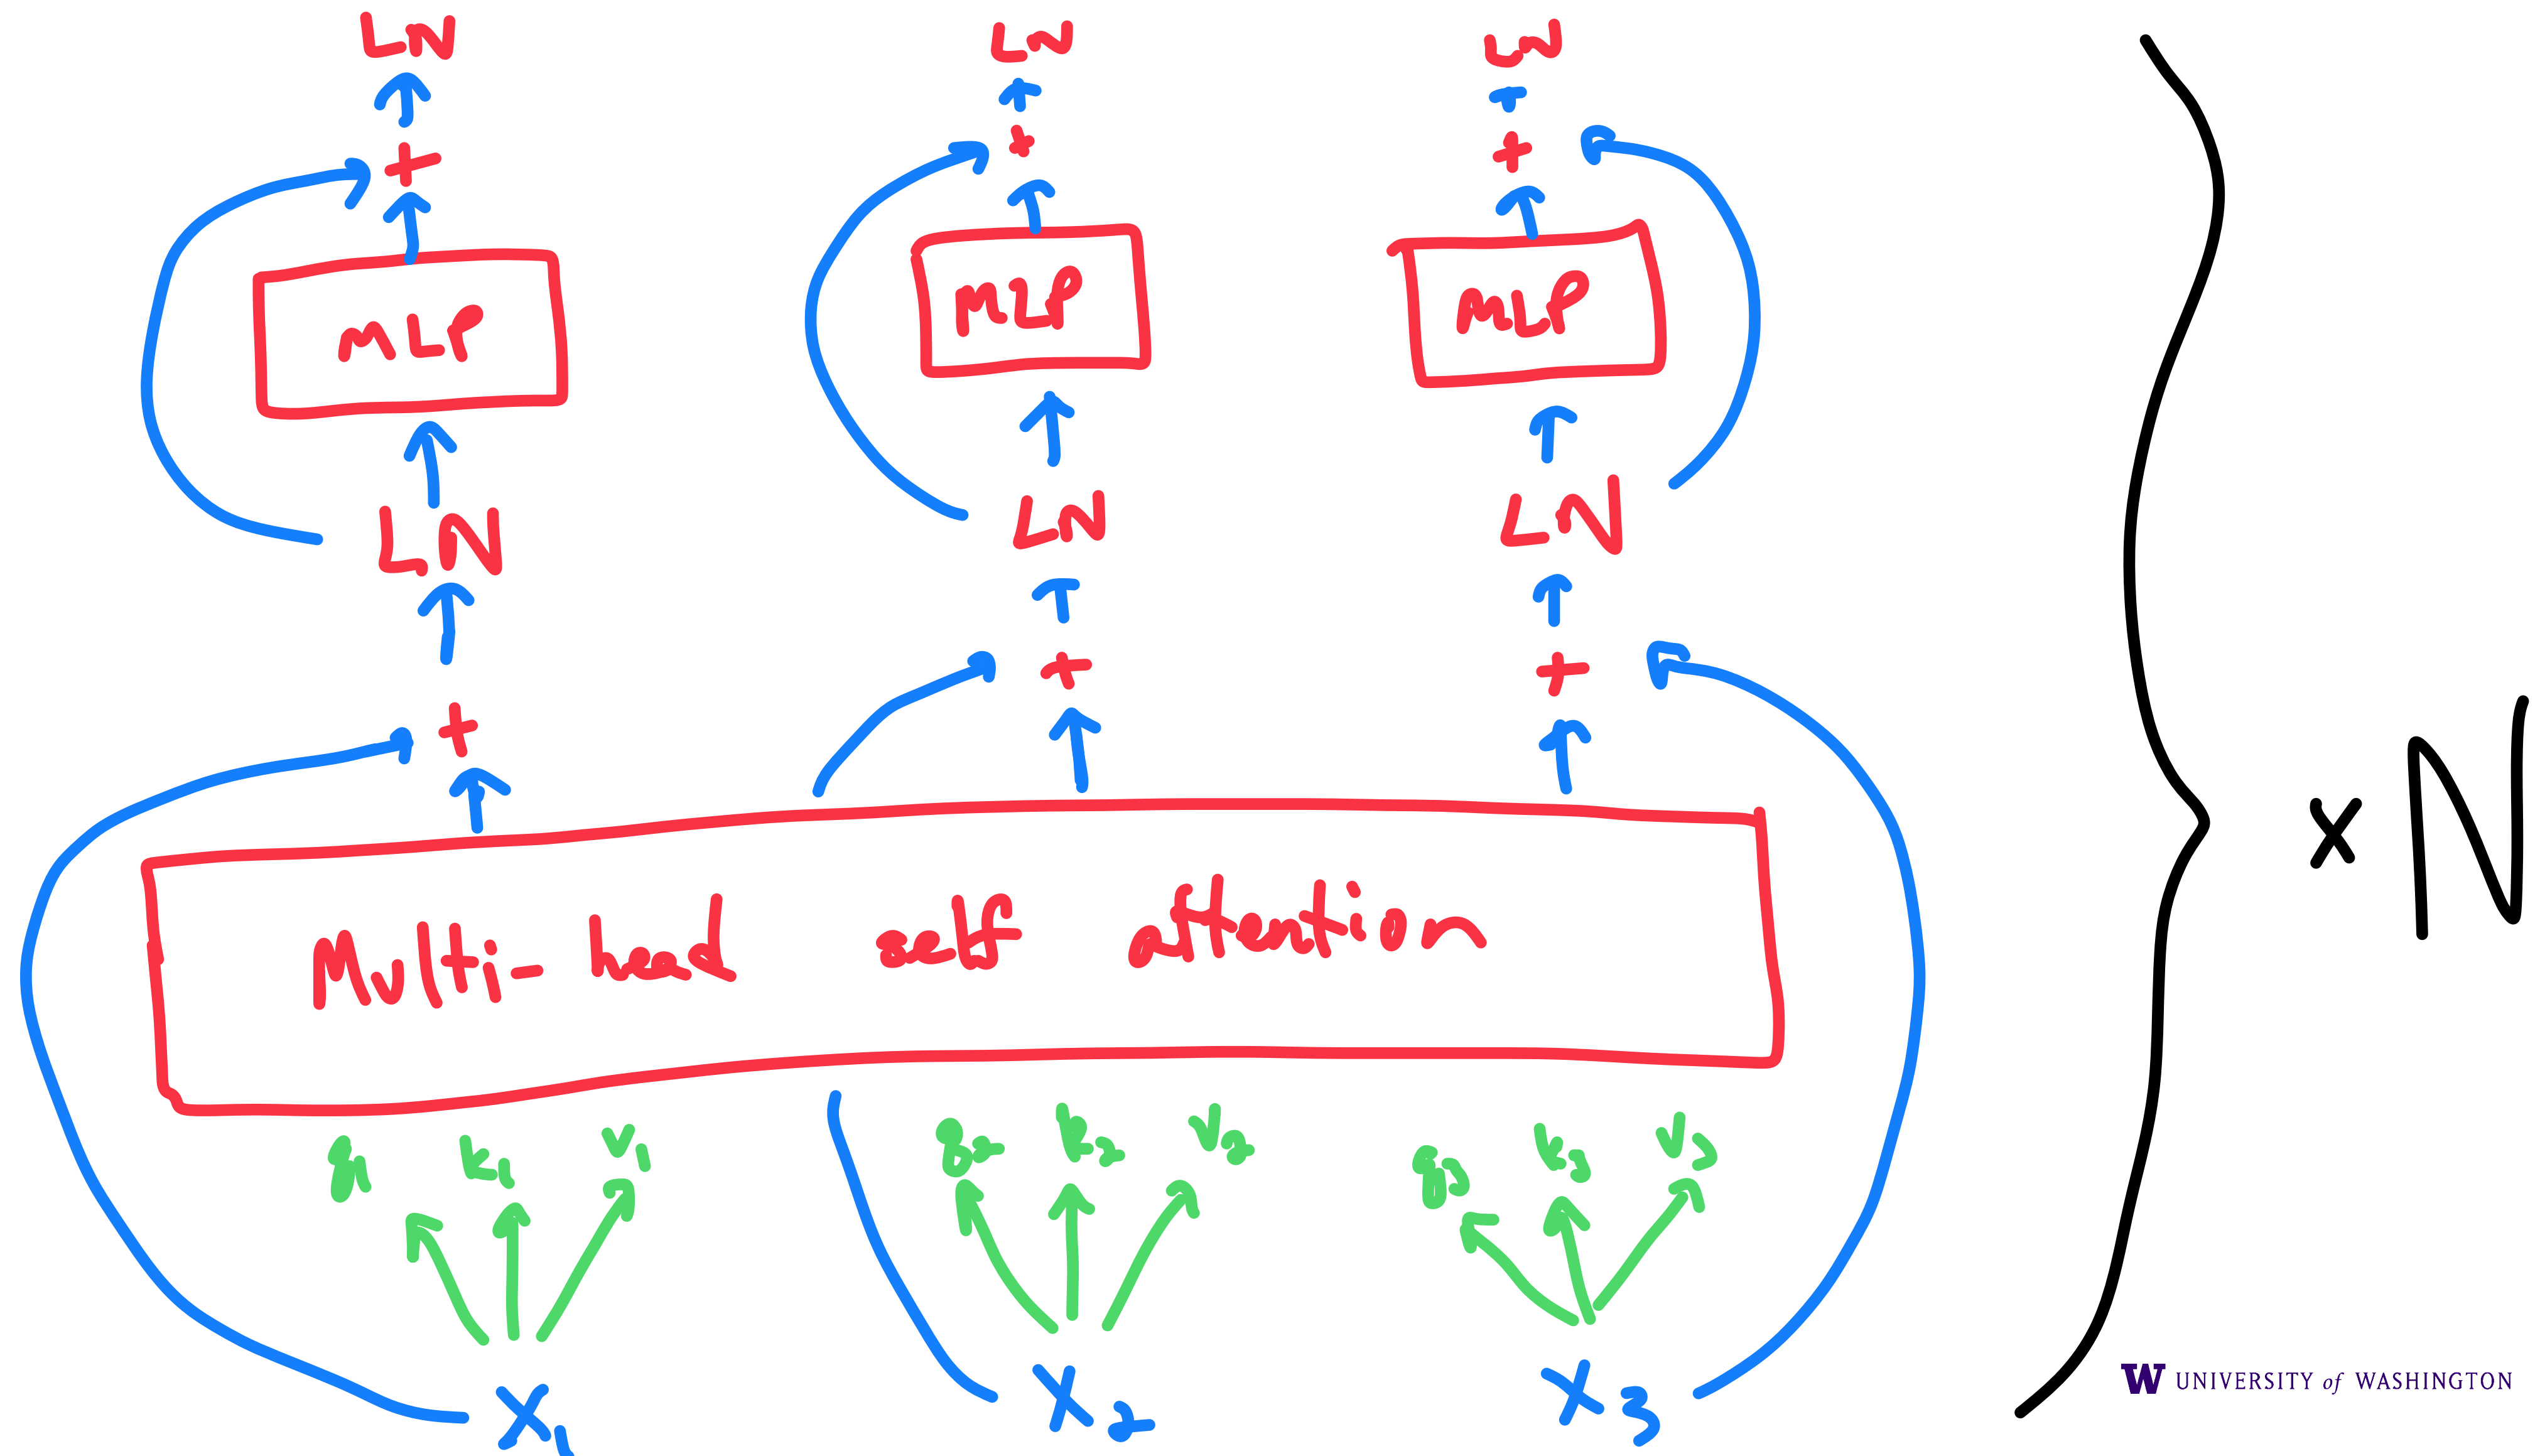 LN LN LN
+ + +
MLP MLP MLP
LN LN LN
+ + +
Multi-head self attention
q1 k1 v1 q2 k2 v2 q3 k3 v3
x1 x2 x3
x N
W UNIVERSITY of WASHINGTON